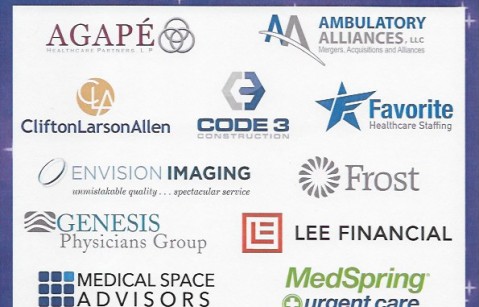 AGAPÉ
HEALTHCARE PARTNERS, L.P.
AMBULATORY
ALLIANCES, LLC
Mergers, Acquisitions and Alliances
CLA
CliftonLarsonAllen
CODE 3
CONSTRUCTION
Favorite
Healthcare Staffing
ENVISION IMAGING
unmistakable quality . . . spectacular service
Frost
GENESIS
Physicians Group
LEE FINANCIAL
MEDICAL SPACE
ADVISORS
MedSpring
urgent care